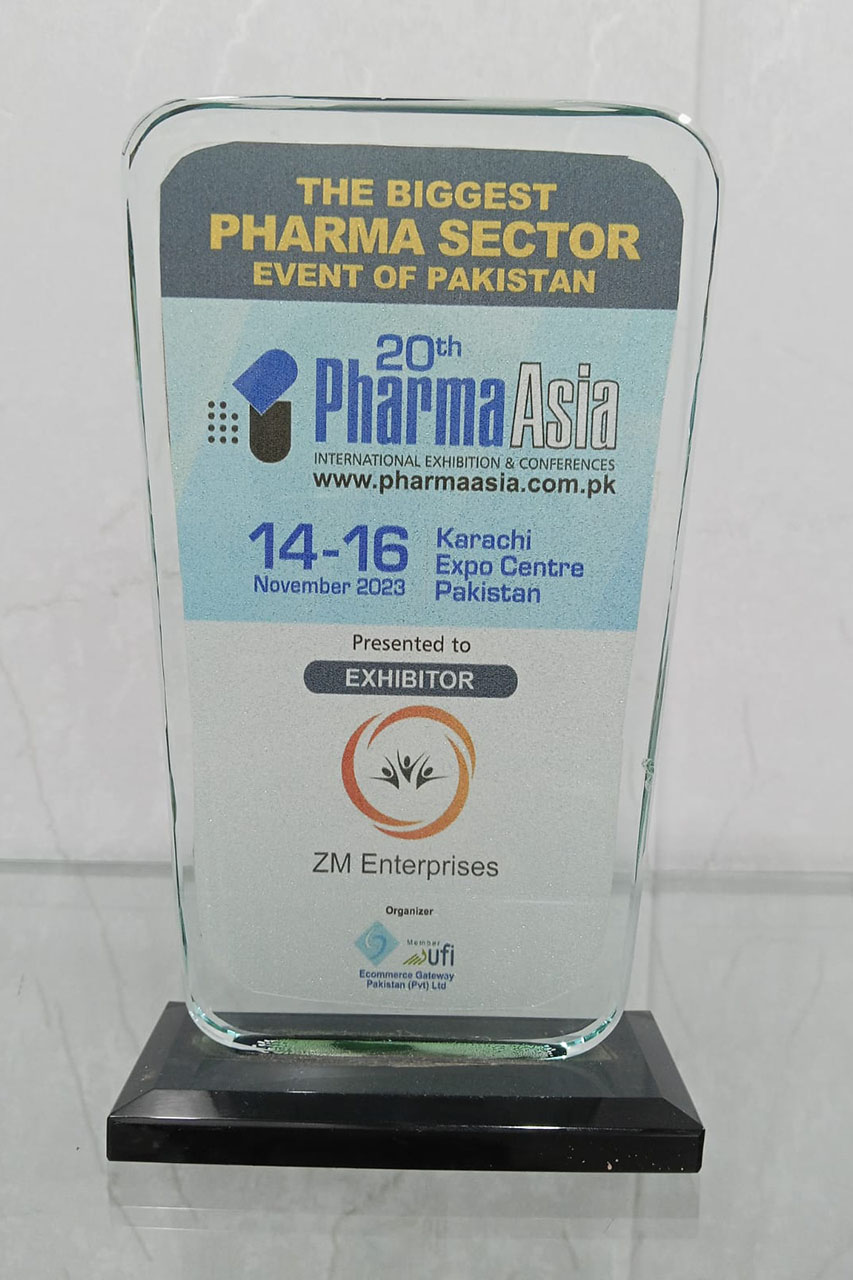 THE BIGGEST
PHARMA SECTOR
EVENT OF PAKISTAN
20th
PharmaAsia
INTERNATIONAL EXHIBITION & CONFERENCES
www.pharmaasia.com.pk
14-16
November 2023
Karachi
Expo Centre
Pakistan
Presented to
EXHIBITOR
ZM Enterprises
Organizer
Member
ufi
Ecommerce Gateway
Pakistan (Pvt) Ltd